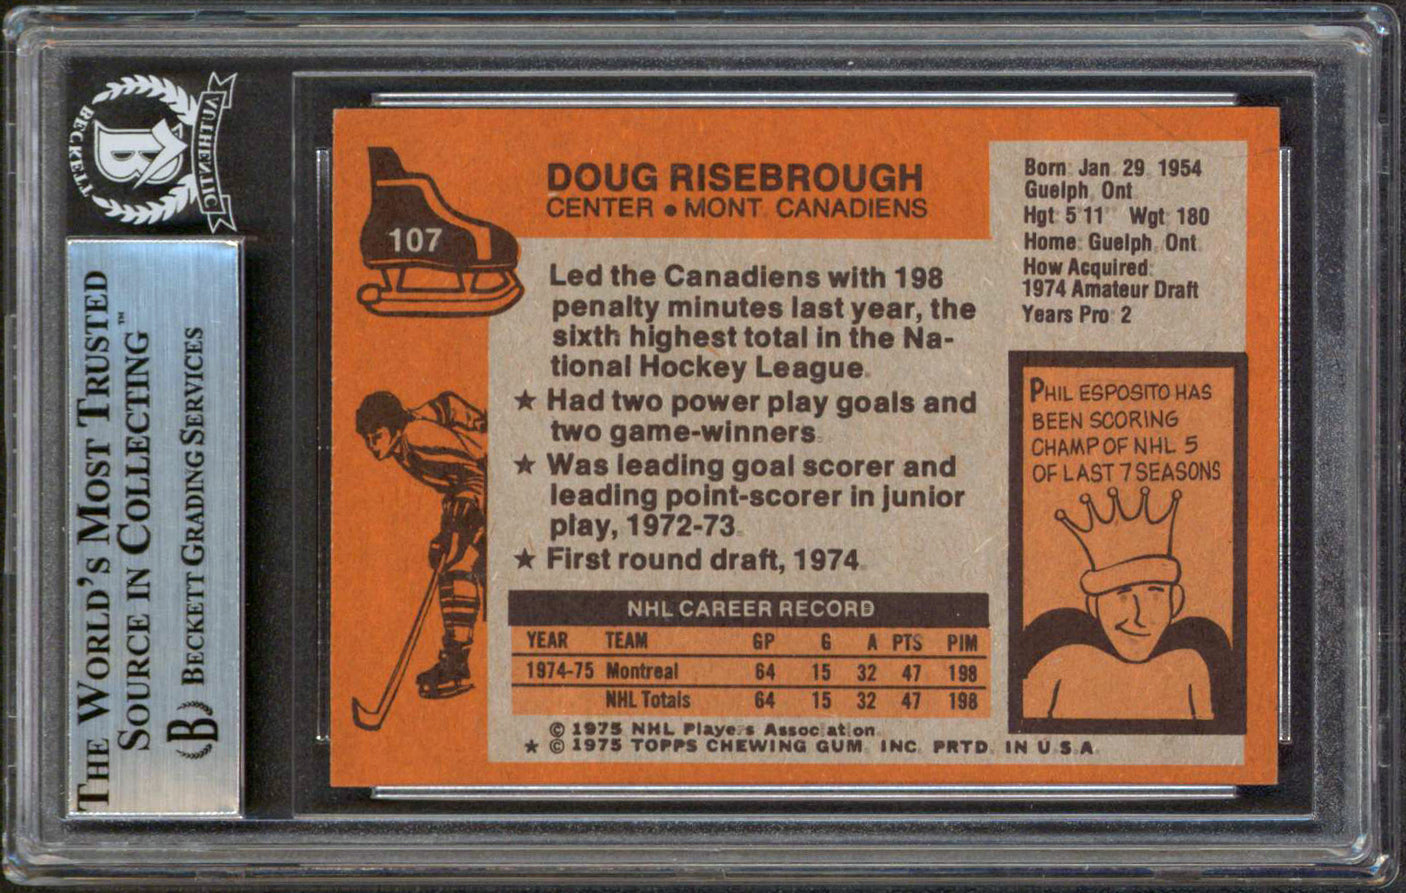 BECKETT
AUTHENTIC
B
THE WORLD'S MOST TRUSTED
SOURCE IN COLLECTING™
B BECKETT GRADING SERVICES
107
DOUG RISEBROUGH
CENTER • MONT. CANADIENS
Led the Canadiens with 198
penalty minutes last year, the
sixth highest total in the Na-
tional Hockey League.
★ Had two power play goals and
two game-winners.
★ Was leading goal scorer and
leading point-scorer in junior
play, 1972-73.
★ First round draft, 1974.
NHL CAREER RECORD
YEAR TEAM GP G A PTS PIM
1974-75 Montreal 64 15 32 47 198
NHL Totals 64 15 32 47 198
© 1975 NHL Players Association
★ © 1975 TOPPS CHEWING GUM, INC. PRTD. IN U.S.A.
Born: Jan. 29, 1954
Guelph, Ont.
Hgt: 5'11" Wgt: 180
Home: Guelph, Ont.
How Acquired:
1974 Amateur Draft
Years Pro: 2
PHIL ESPOSITO HAS
BEEN SCORING
CHAMP OF NHL 5
OF LAST 7 SEASONS